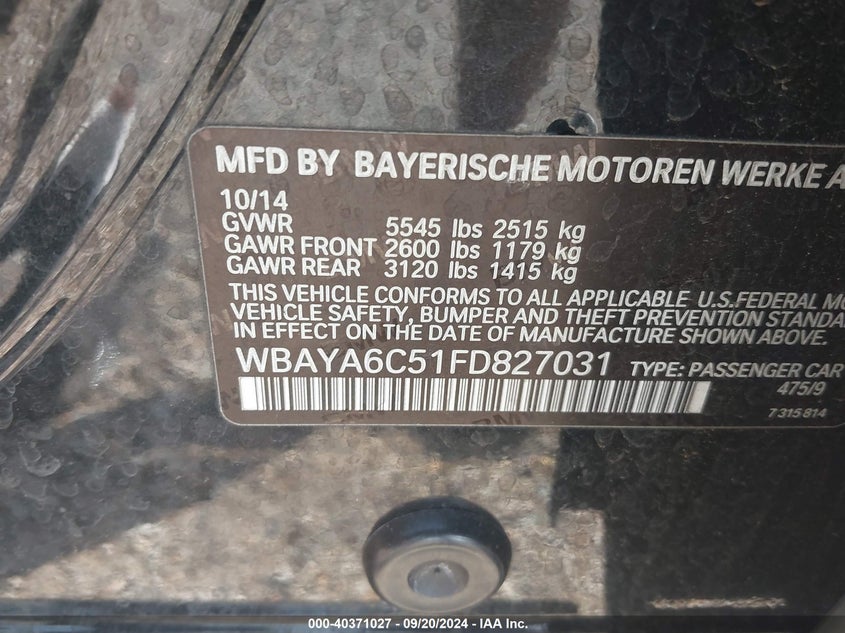 MFD BY BAYERISCHE MOTOREN WERKE A
10/14
GVWR 5545 lbs 2515 kg
GAWR FRONT 2600 lbs 1179 kg
GAWR REAR 3120 lbs 1415 kg
THIS VEHICLE CONFORMS TO ALL APPLICABLE U.S.FEDERAL MO
VEHICLE SAFETY, BUMPER AND THEFT PREVENTION STANDA
IN EFFECT ON THE DATE OF MANUFACTURE SHOWN ABOVE.
WBAYA6C51FD827031 TYPE: PASSENGER CAR
475/9
7 315 814
000-40371027 - 09/20/2024 - IAA Inc.